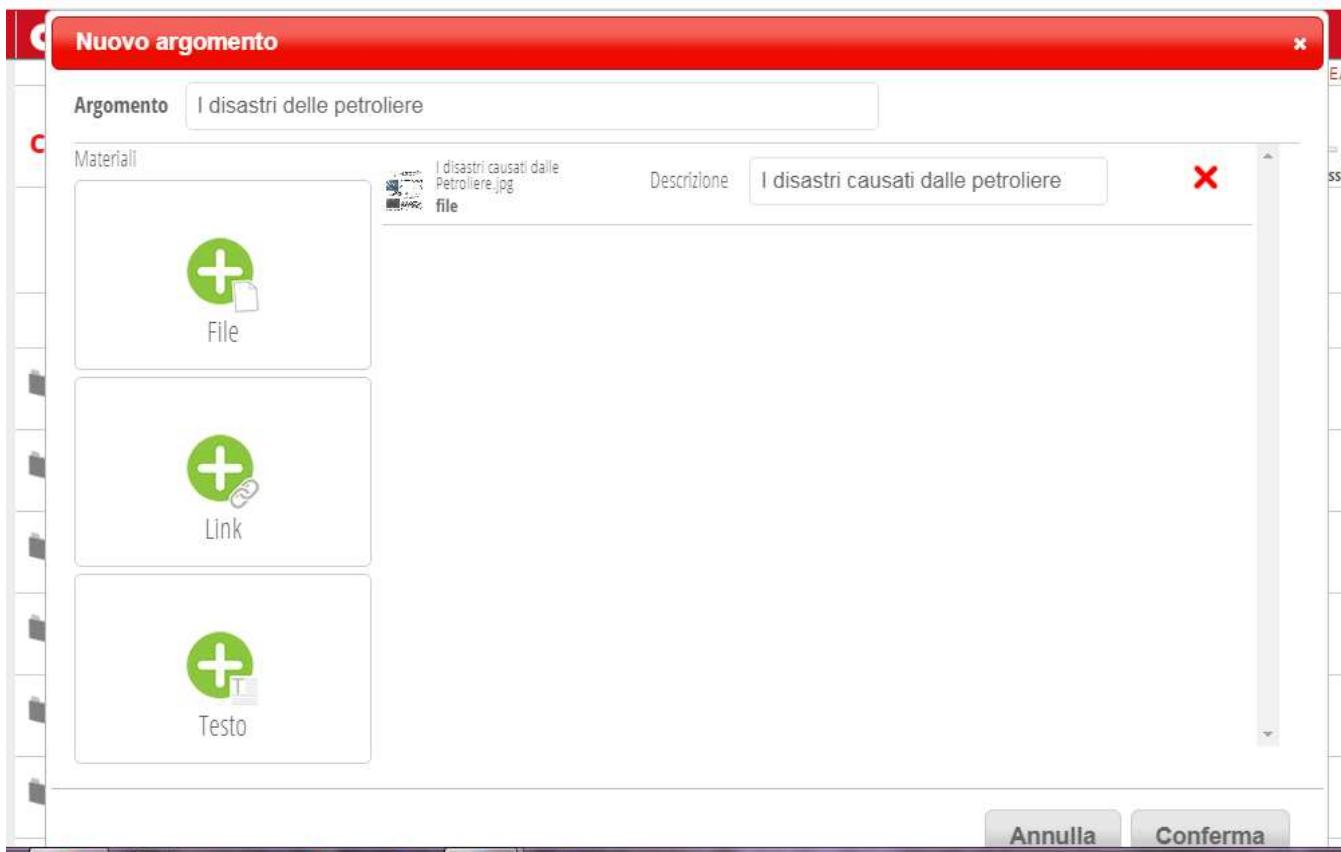 Nuovo argomento
Argomento
I disastri delle petroliere
Materiali
I disastri causati dalle
Petroliere.jpg
file
Descrizione
I disastri causati dalle petroliere
File
Link
Testo
Annulla
Conferma